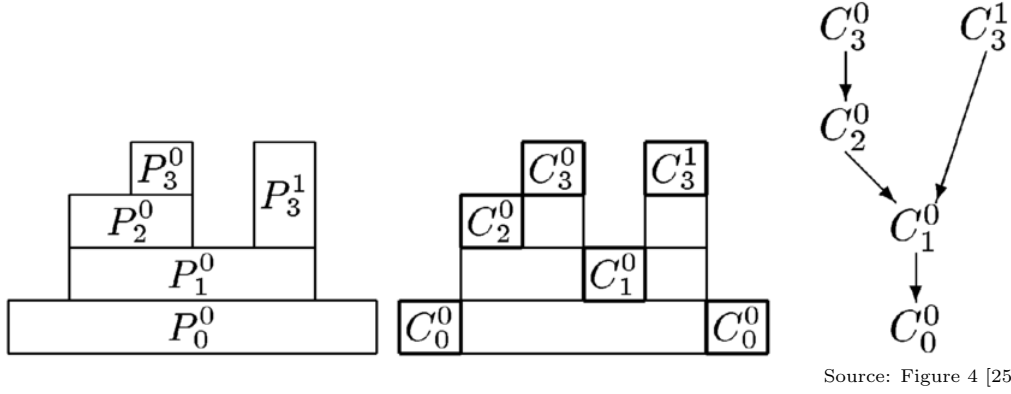 C_3^0 C_3^1
P_3^0 P_3^1 C_3^0 C_3^1 C_2^0
P_2^0 C_2^0
P_1^0 C_1^0 C_1^0
P_0^0 C_0^0 C_0^0 C_0^0
Source: Figure 4 [25